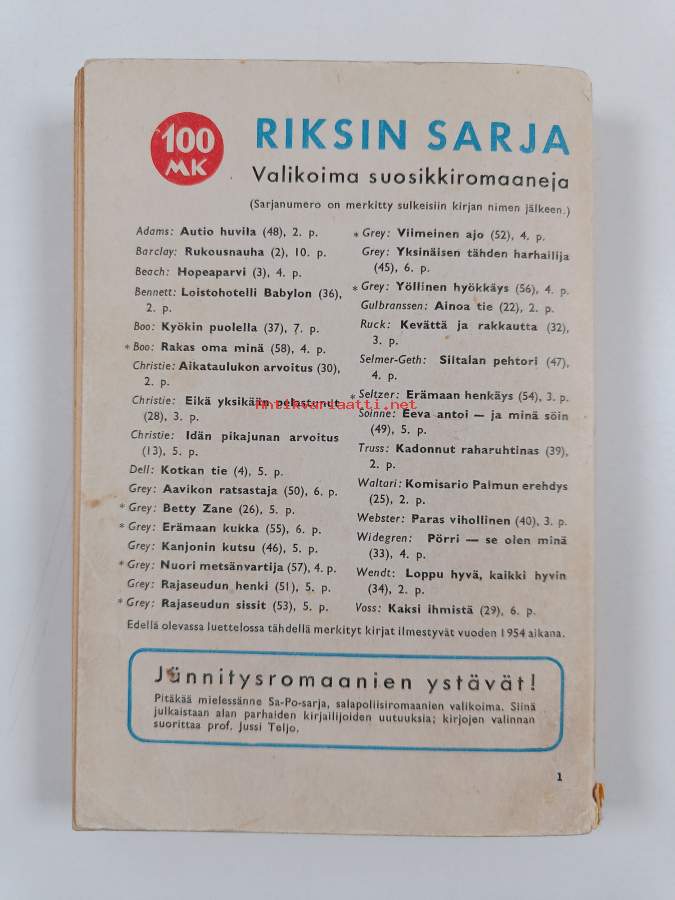 100
MK
RIKSIN SARJA
Valikoima suosikkiromaaneja
(Sarjanumero on merkitty sulkeisiin kirjan nimen jälkeen.)
Adams: Autio huvila (48), 2. p.
Barclay: Rukousnauha (2), 10. p.
Beach: Hopeaparvi (3), 4. p.
Bennett: Loistohotelli Babylon (36),
2. p.
Boo: Kyökin puolella (37), 7. p.
* Boo: Rakas oma minä (58), 4. p.
Christie: Aikataulukon arvoitus (30),
2. p.
Christie: Eikä yksikään pelastunut
(28), 3. p.
Christie: Idän pikajunan arvoitus
(13), 5. p.
Dell: Kotkan tie (4), 5. p.
Grey: Aavikon ratsastaja (50), 6. p.
* Grey: Betty Zane (26), 5. p.
* Grey: Erämaan kukka (55), 6. p.
Grey: Kanjonin kutsu (46), 5. p.
* Grey: Nuori metsänvartija (57), 4. p.
Grey: Rajaseudun henki (51), 5. p.
* Grey: Rajaseudun sissit (53), 5. p.
* Grey: Viimeinen ajo (52), 4. p.
Grey: Yksinäisen tähden harhailija
(45), 6. p.
* Grey: Yöllinen hyökkäys (56), 4. p.
Gulbranssen: Ainoa tie (22), 2. p.
Ruck: Kevättä ja rakkautta (32),
3. p.
Selmer-Geth: Siltalan pehtori (47),
4. p.
* Seltzer: Erämaan henkäys (54), 3. p.
Soinne: Eeva antoi — ja minä söin
(49), 5. p.
Truss: Kadonnut raharuhtinas (39),
2. p.
Waltari: Komisario Palmun erehdys
(25), 2. p.
Webster: Paras vihollinen (40), 3. p.
Widegren: Pörri — se olen minä
(33), 4. p.
Wendt: Loppu hyvä, kaikki hyvin
(34), 2. p.
Voss: Kaksi ihmistä (29), 6. p.
Edellä olevassa luettelossa tähdellä merkityt kirjat ilmestyvät vuoden 1954 aikana.
Jännitysromaanien ystävät!
Pitäkää mielessänne Sa-Po-sarja, salapoliisiromaanien valikoima. Siinä
julkaistaan alan parhaiden kirjailijoiden uutuuksia; kirjojen valinnan
suorittaa prof. Jussi Teljo.
1
Antikvariaatti.net